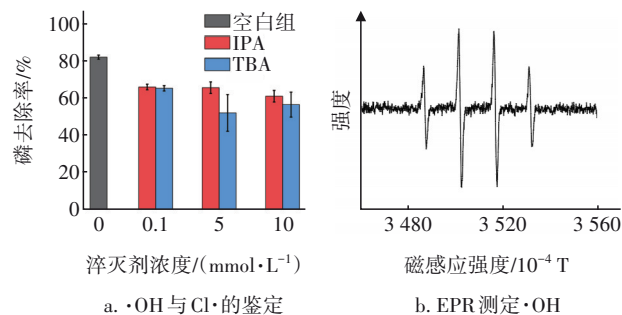 100
80
60
40
20
0
磷去除率/%
空白组
IPA
TBA
0 0.1 5 10
淬灭剂浓度/(mmol·L⁻¹)
a. ·OH与Cl·的鉴定
强度
3 480 3 520 3 560
磁感应强度/10⁻⁴ T
b. EPR测定·OH